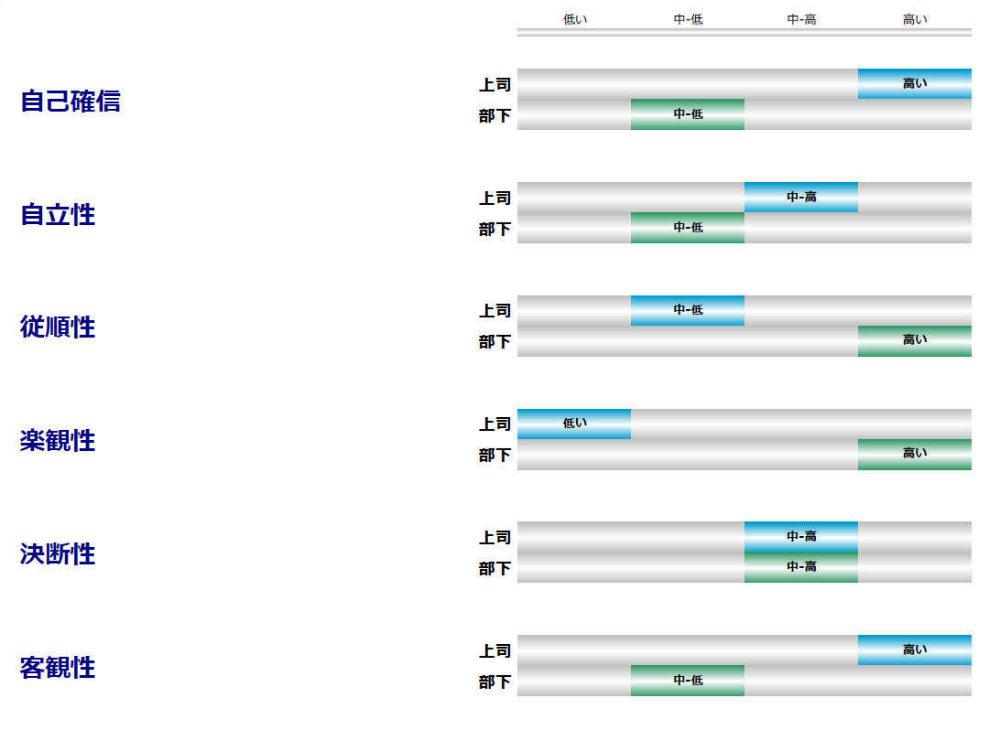 低い 中-低 中-高 高い
自己確信
上司 高い
部下 中-低
自立性
上司 中-高
部下 中-低
従順性
上司 中-低
部下 高い
楽観性
上司 低い
部下 高い
決断性
上司 中-高
部下 中-高
客観性
上司 高い
部下 中-低